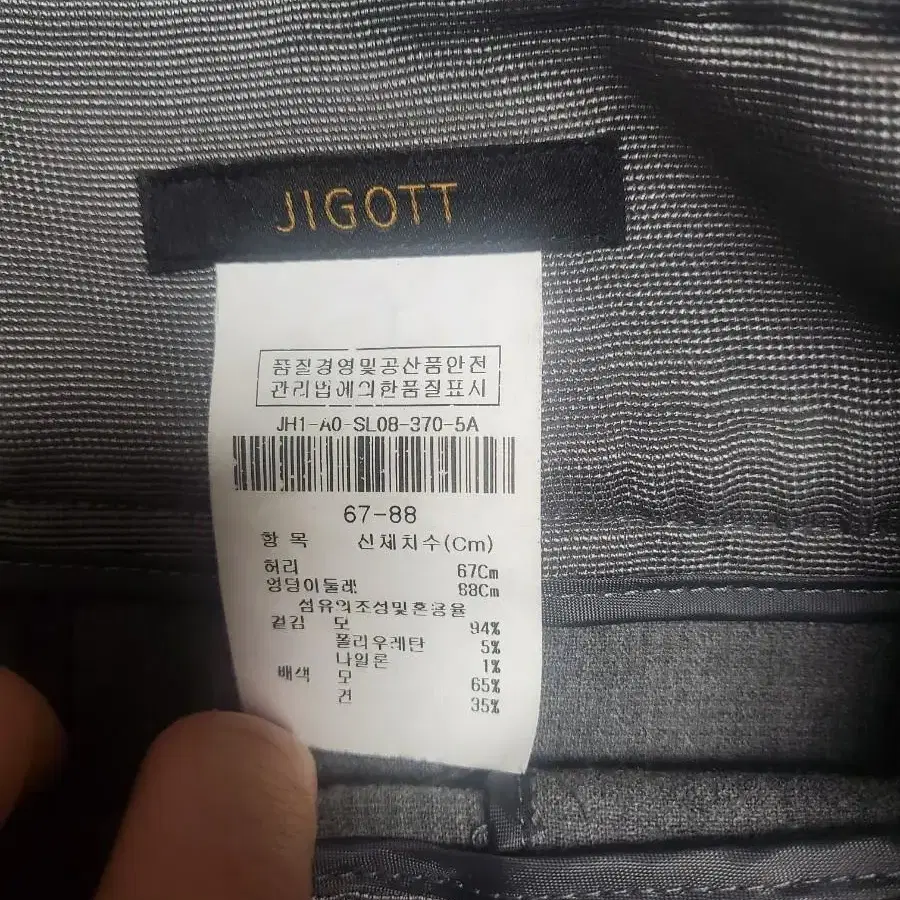 JIGOTT
품질경영및공산품안전
관리법에의한품질표시
JH1-A0-SL08-370-5A
67-88
항 목 신체치수(Cm)
허리 67Cm
엉덩이둘레 88Cm
섬유의조성및혼용율
겉감 모 94%
폴리우레탄 5%
나일론 1%
배색 모 65%
견 35%